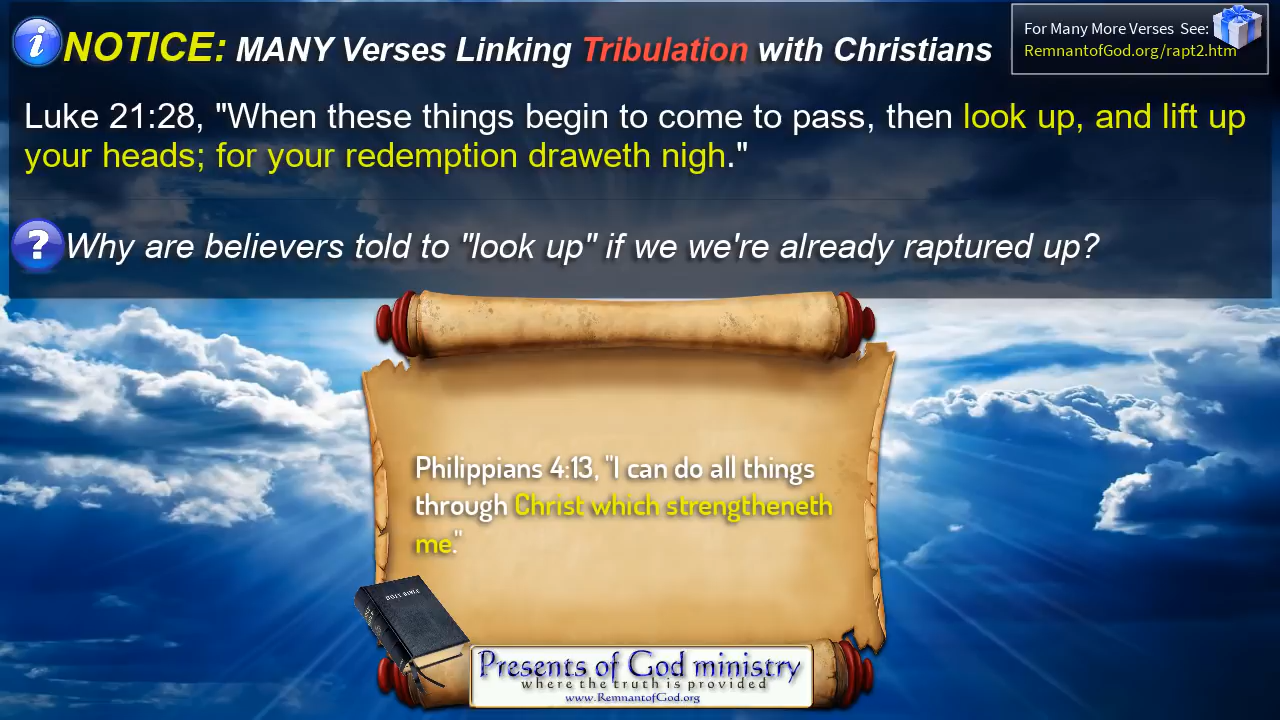 NOTICE: MANY Verses Linking Tribulation with Christians
For Many More Verses See:
RemnantofGod.org/rapt2.htm
Luke 21:28, "When these things begin to come to pass, then look up, and lift up
your heads; for your redemption draweth nigh."
Why are believers told to "look up" if we we're already raptured up?
Philippians 4:13, "I can do all things
through Christ which strengtheneth
me."
HOLY BIBLE
Presents of God ministry
where the truth is provided
www.RemnantofGod.org